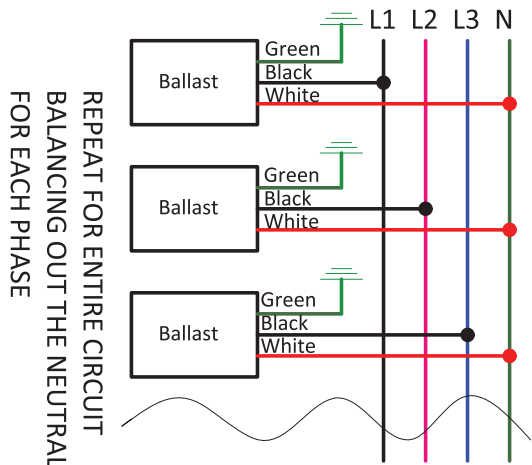 L1 L2 L3 N
Ballast
Green
Black
White
Ballast
Green
Black
White
Ballast
Green
Black
White
REPEAT FOR ENTIRE CIRCUIT
BALANCING OUT THE NEUTRAL
FOR EACH PHASE